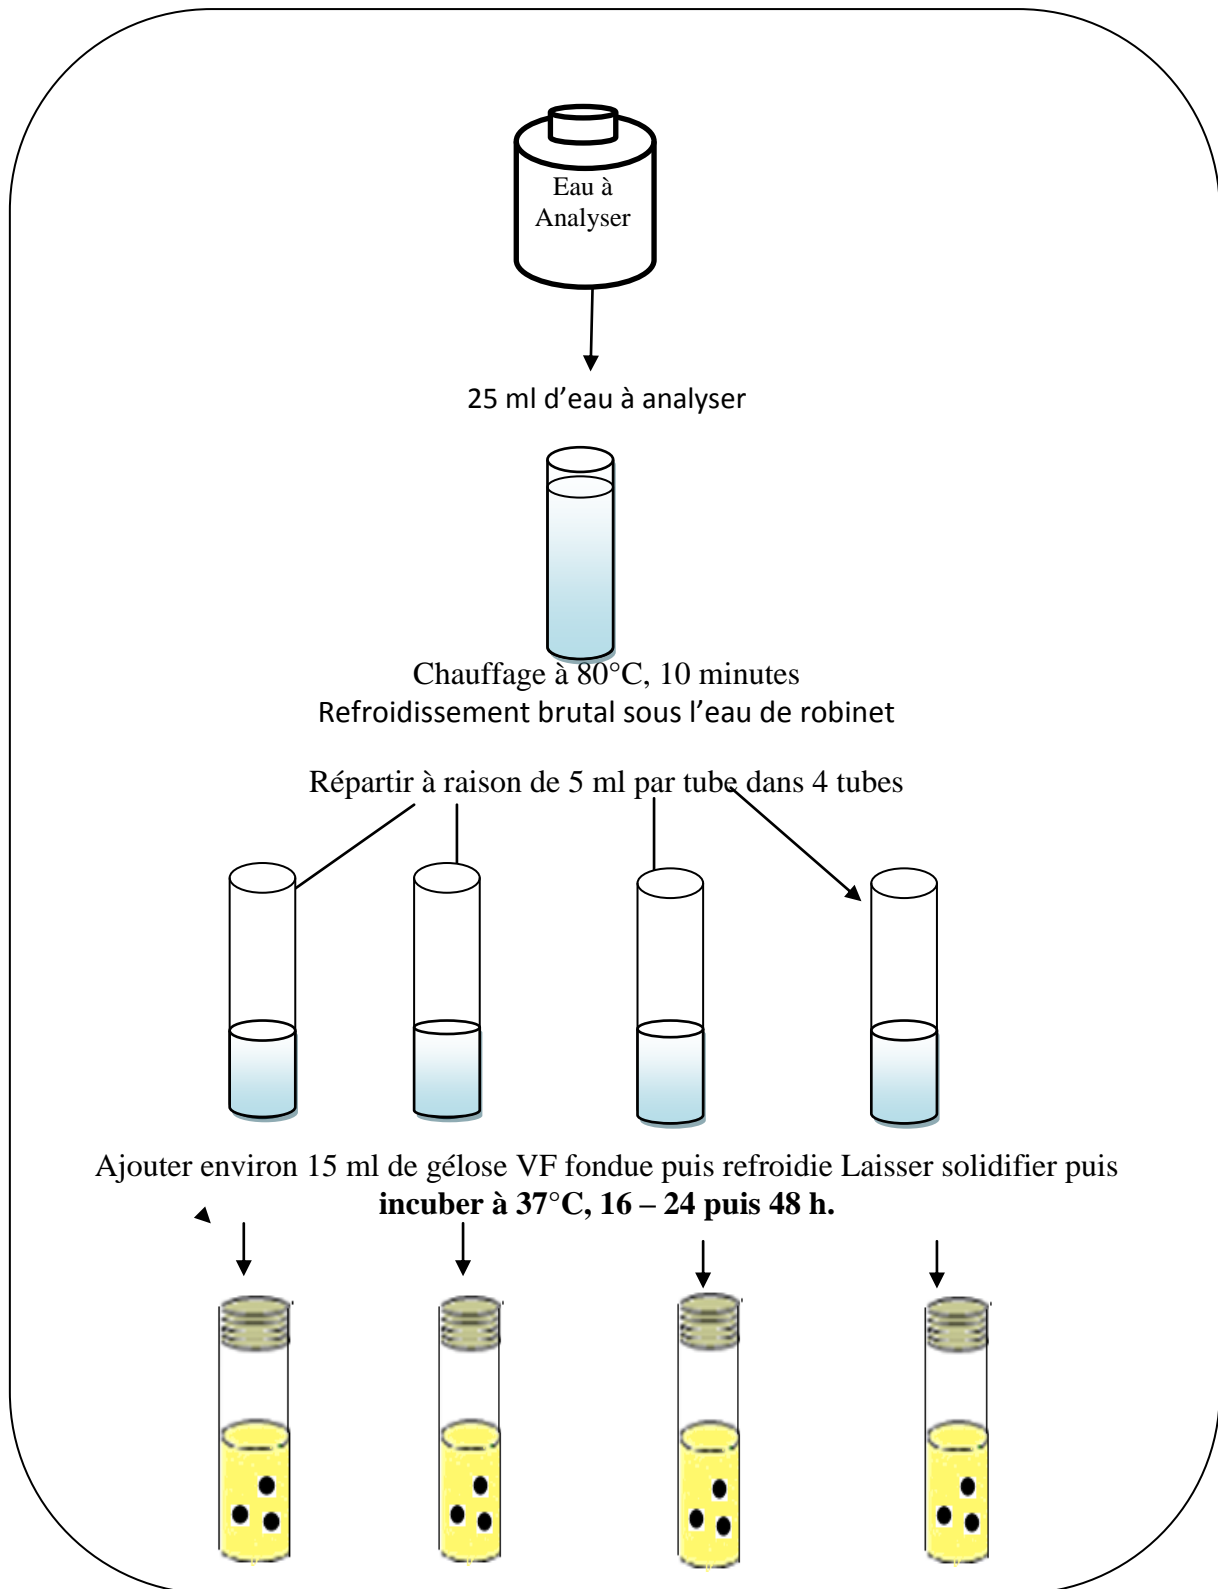 Eau à
Analyser
25 ml d’eau à analyser
Chauffage à 80°C, 10 minutes
Refroidissement brutal sous l’eau de robinet
Répartir à raison de 5 ml par tube dans 4 tubes
Ajouter environ 15 ml de gélose VF fondue puis refroidie Laisser solidifier puis
incuber à 37°C, 16 – 24 puis 48 h.